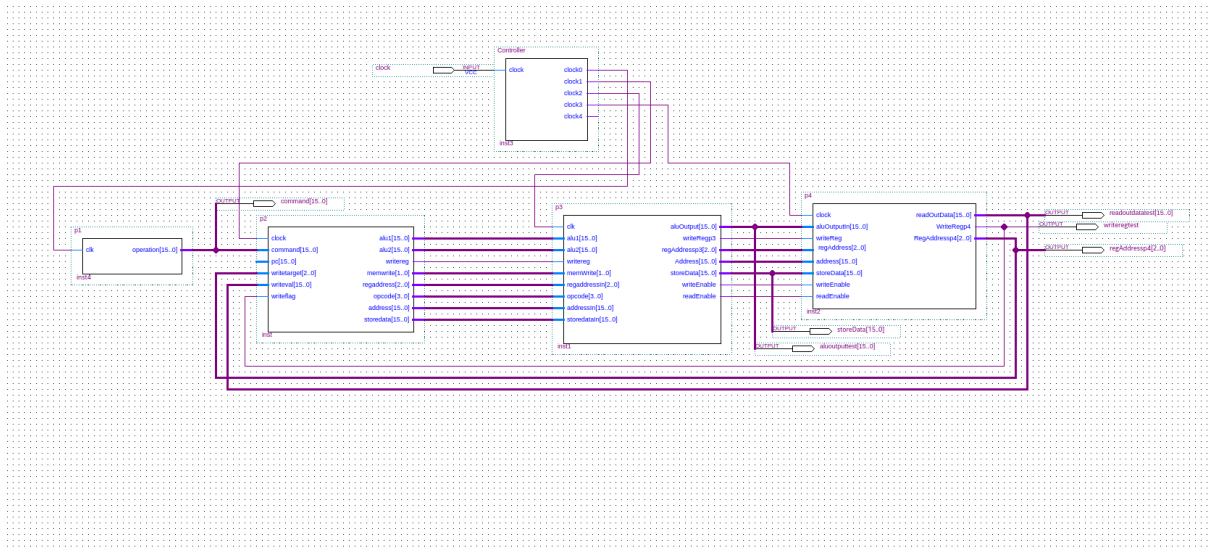 Controller
clock
INPUT
VCC
clock
clock0
clock1
clock2
clock3
clock4
inst3
p1
clk
operation[15..0]
inst4
OUTPUT
command[15..0]
p2
clock
command[15..0]
pc[15..0]
writetarget[2..0]
writeval[15..0]
writeflag
alu1[15..0]
alu2[15..0]
writereg
memwrite[1..0]
regaddress[2..0]
opcode[3..0]
address[15..0]
storedata[15..0]
inst
p3
clk
alu1[15..0]
alu2[15..0]
writereg
memWrite[1..0]
regaddressin[2..0]
opcode[3..0]
addressin[15..0]
storedatain[15..0]
aluOutput[15..0]
writeRegp3
regAddressp3[2..0]
Address[15..0]
storeData[15..0]
writeEnable
readEnable
inst1
p4
clock
aluOutputIn[15..0]
writeReg
regAddress[2..0]
address[15..0]
storeData[15..0]
writeEnable
readEnable
readOutData[15..0]
WriteRegp4
RegAddressp4[2..0]
inst2
OUTPUT
readoutdatatest[15..0]
OUTPUT
writeregtest
OUTPUT
regAddressp4[2..0]
OUTPUT
storeData[15..0]
OUTPUT
aluoutputtest[15..0]